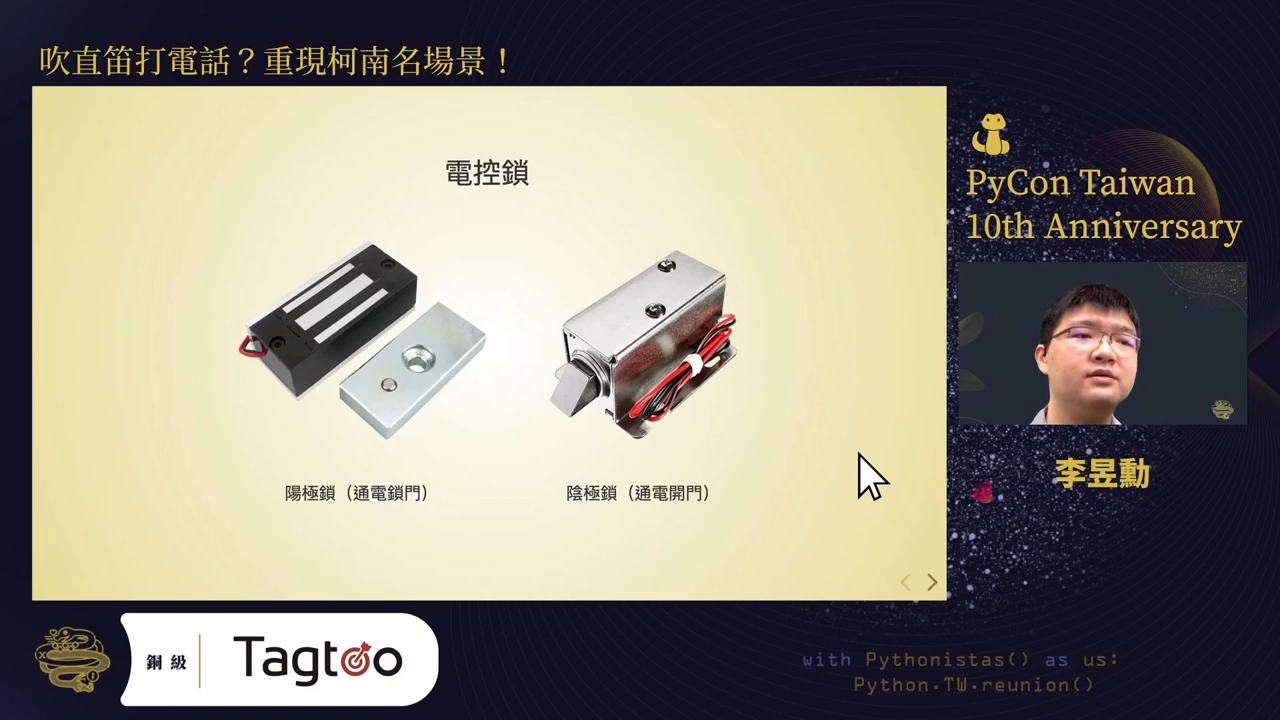 吹直笛打電話？重現柯南名場景！
電控鎖
陽極鎖（通電鎖門）
陰極鎖（通電開門）
PyCon Taiwan
10th Anniversary
李昱勳
銅級
Tagtoo
with Pythonistas() as us:
Python.TW.reunion()